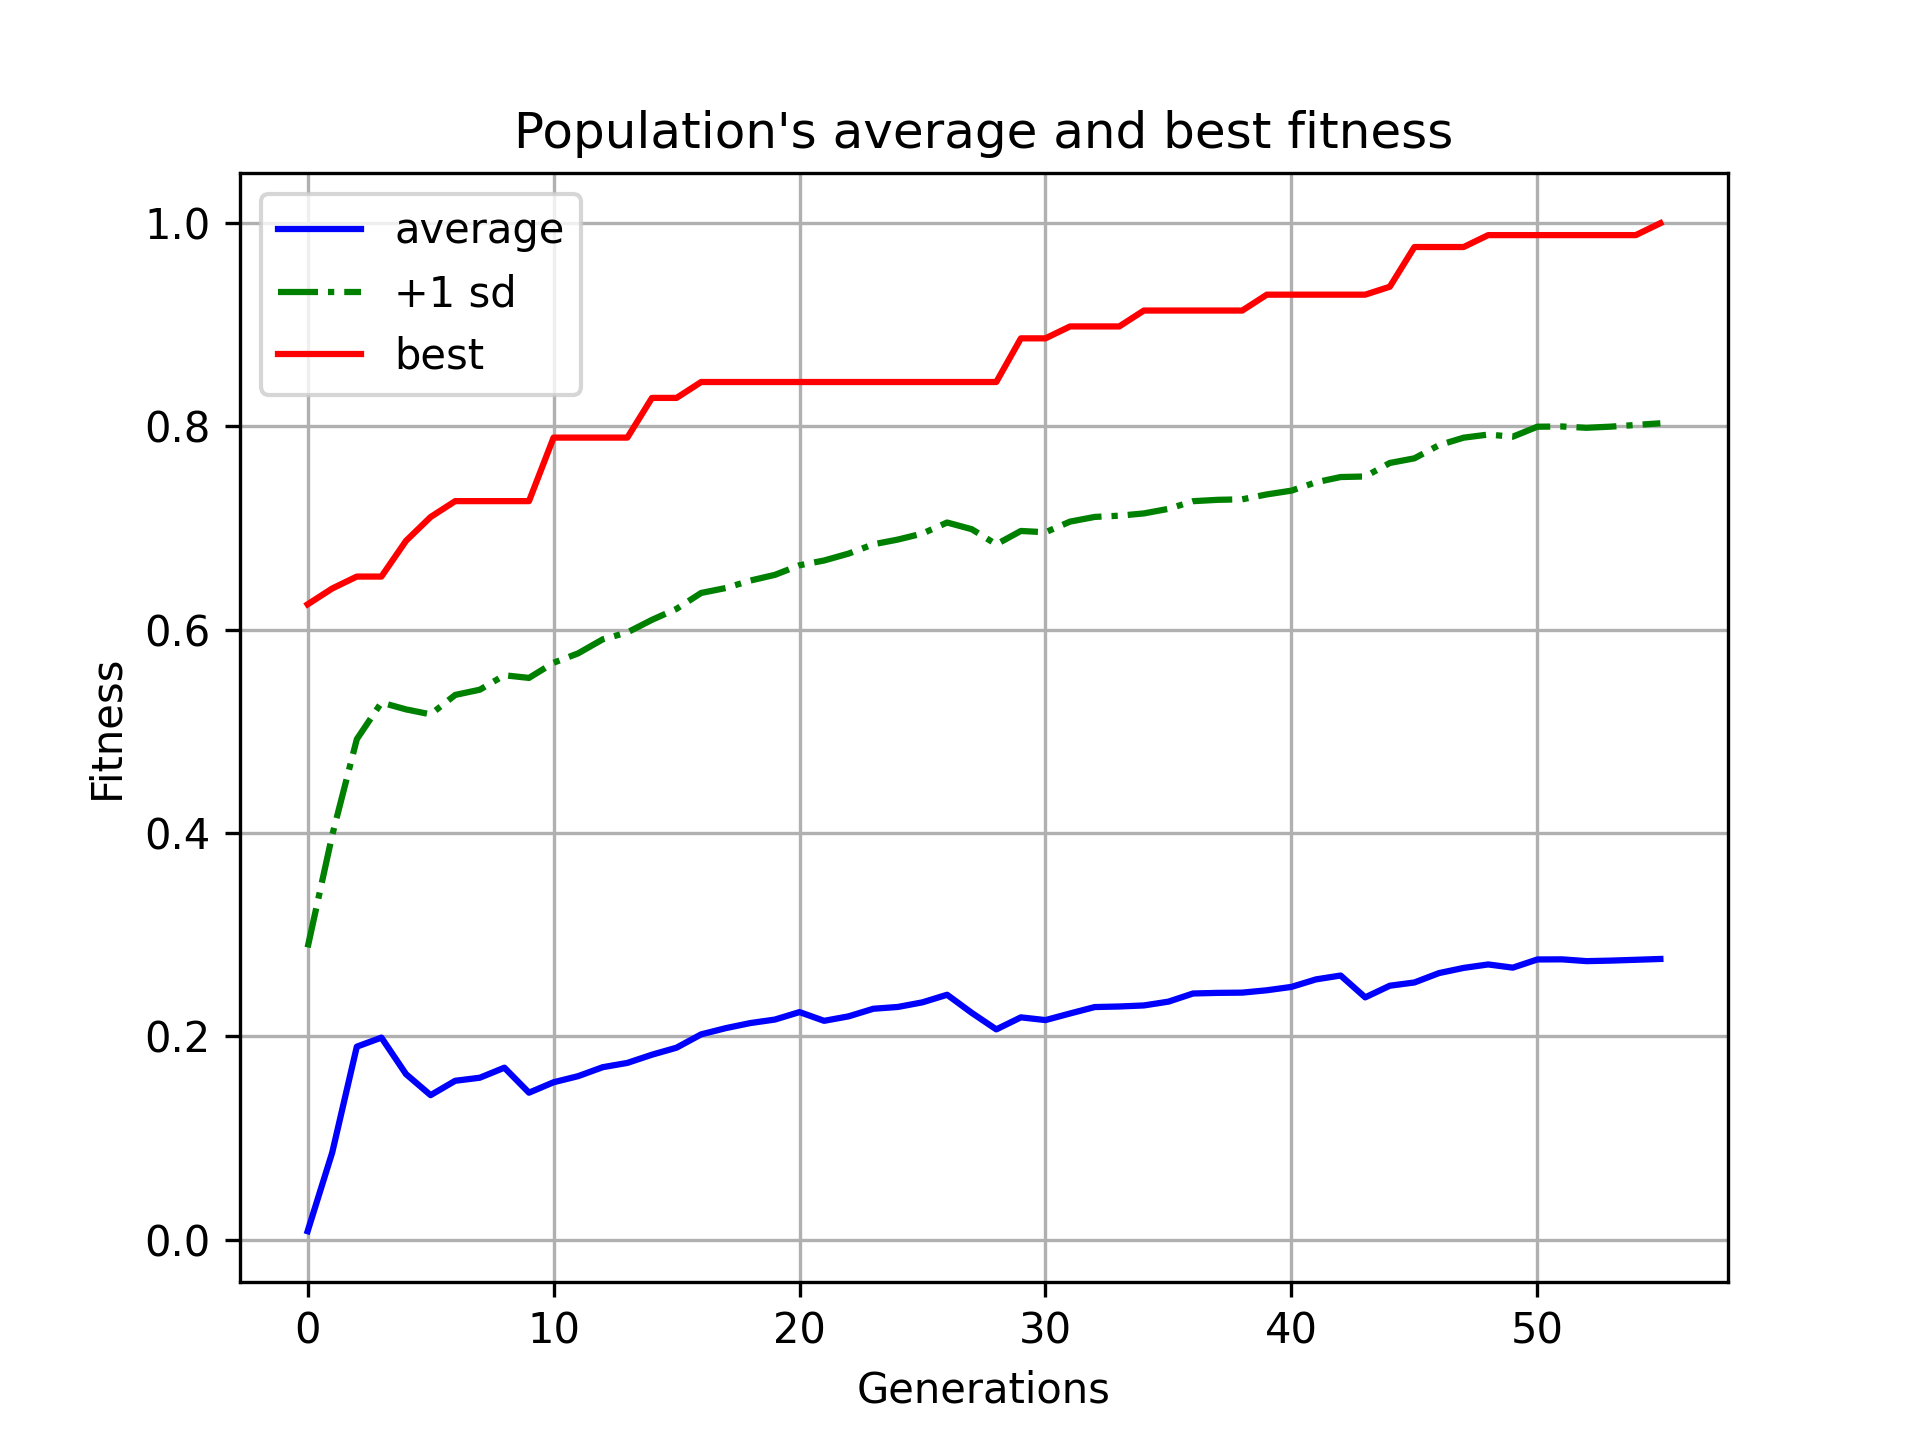 Population's average and best fitness
average
+1 sd
best
1.0
0.8
0.6
0.4
0.2
0.0
Fitness
0 10 20 30 40 50
Generations